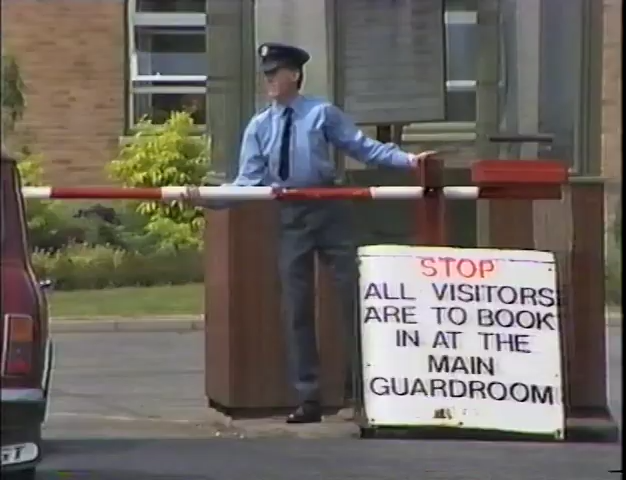 STOP
ALL VISITORS
ARE TO BOOK
IN AT THE
MAIN
GUARDROOM